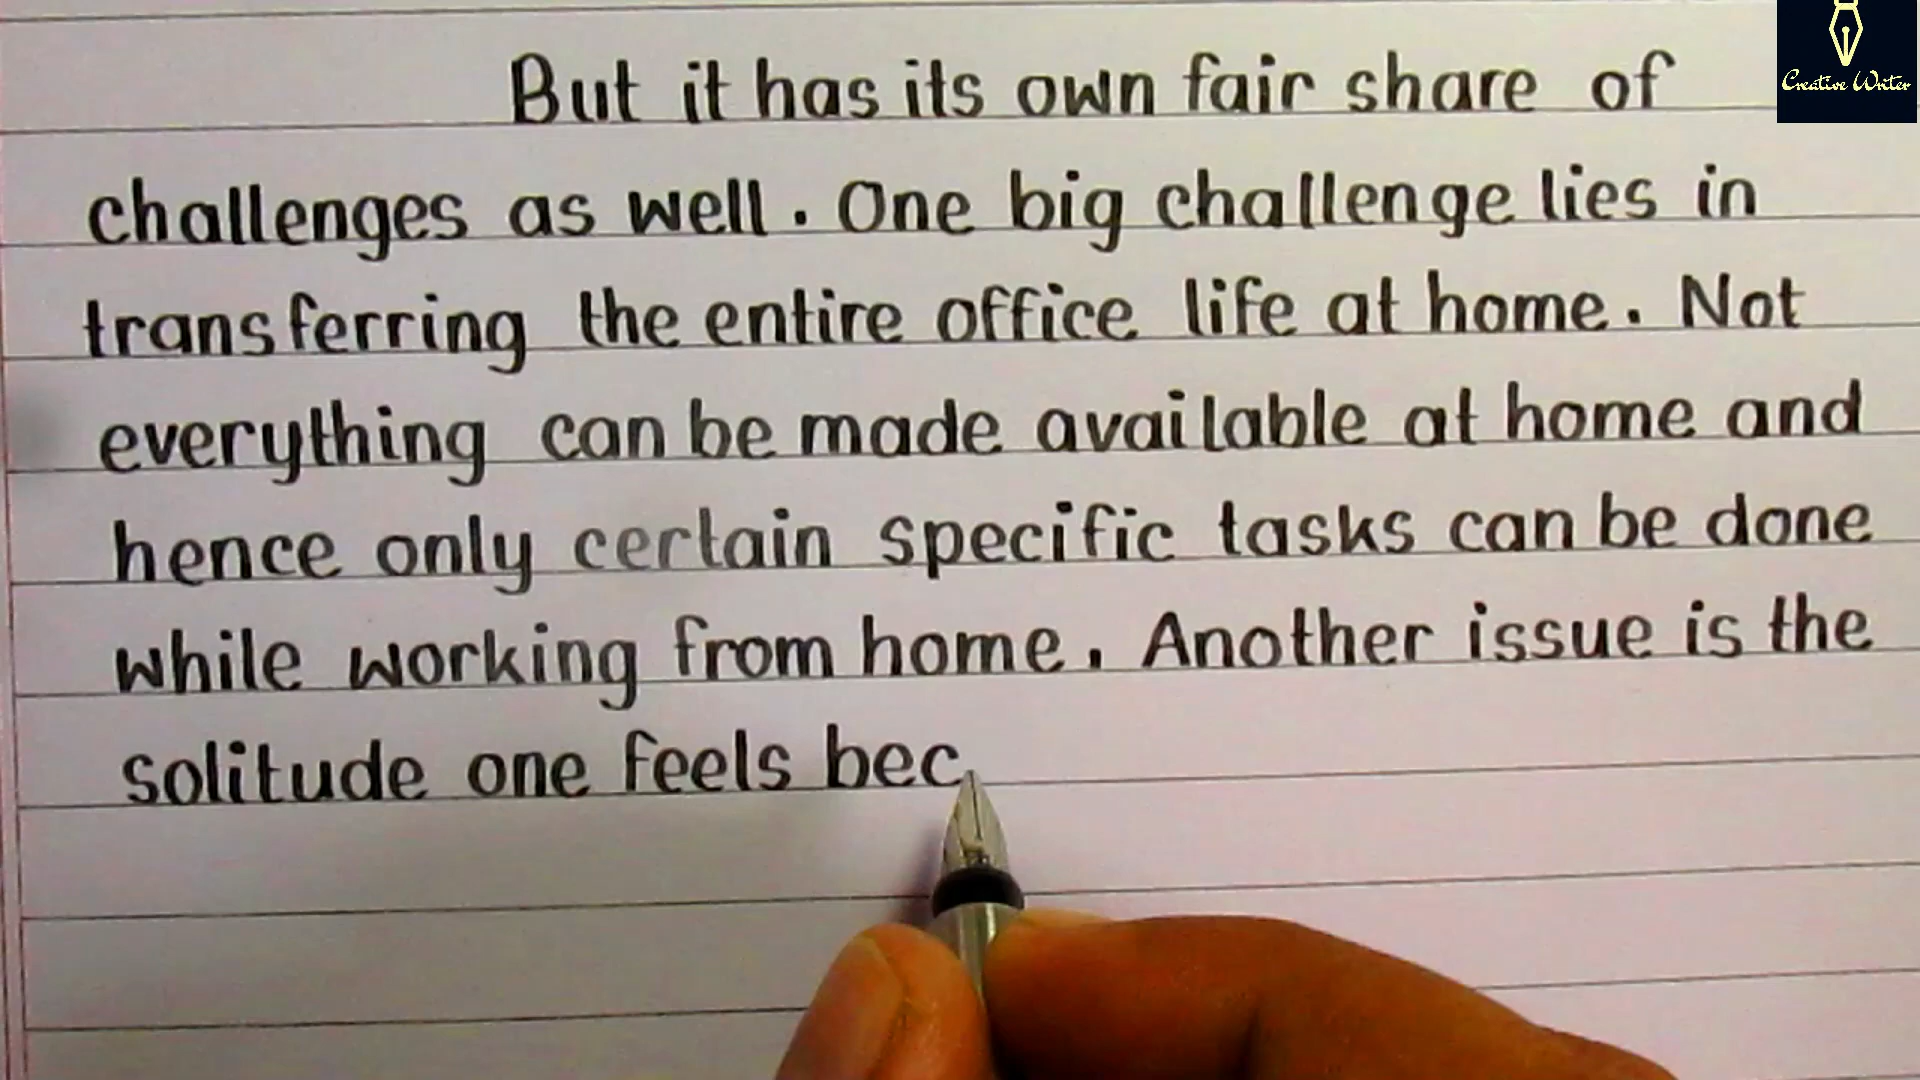 But it has its own fair share of
challenges as well. One big challenge lies in
transferring the entire office life at home. Not
everything can be made available at home and
hence only certain specific tasks can be done
while working from home. Another issue is the
solitude one feels bec
Creative Writer